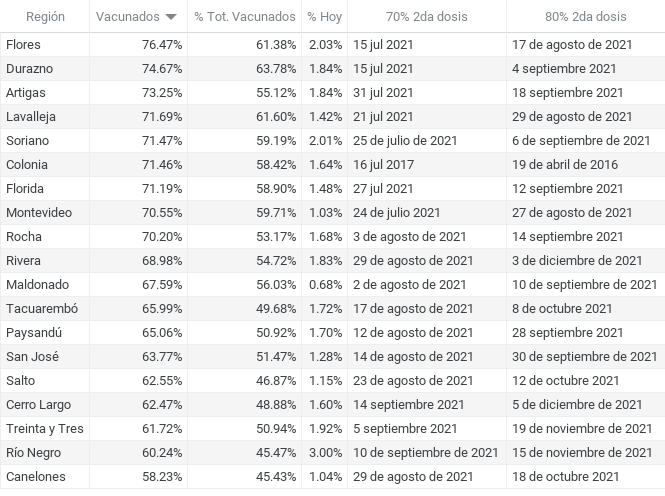 Región Vacunados % Tot. Vacunados % Hoy 70% 2da dosis 80% 2da dosis
Flores 76.47% 61.38% 2.03% 15 jul 2021 17 de agosto de 2021
Durazno 74.67% 63.78% 1.84% 15 jul 2021 4 septiembre 2021
Artigas 73.25% 55.12% 1.84% 31 jul 2021 18 septiembre 2021
Lavalleja 71.69% 61.60% 1.42% 21 jul 2021 29 de agosto de 2021
Soriano 71.47% 59.19% 2.01% 25 de julio de 2021 6 de septiembre de 2021
Colonia 71.46% 58.42% 1.64% 16 jul 2017 19 de abril de 2016
Florida 71.19% 58.90% 1.48% 27 jul 2021 12 septiembre 2021
Montevideo 70.55% 59.71% 1.03% 24 de julio 2021 27 de agosto de 2021
Rocha 70.20% 53.17% 1.68% 3 de agosto de 2021 14 septiembre 2021
Rivera 68.98% 54.72% 1.83% 29 de agosto de 2021 3 de diciembre de 2021
Maldonado 67.59% 56.03% 0.68% 2 de agosto de 2021 10 de septiembre de 2021
Tacuarembó 65.99% 49.68% 1.72% 17 de agosto de 2021 8 de octubre 2021
Paysandú 65.06% 50.92% 1.70% 12 de agosto de 2021 28 septiembre 2021
San José 63.77% 51.47% 1.28% 14 de agosto de 2021 30 de septiembre de 2021
Salto 62.55% 46.87% 1.15% 23 de agosto de 2021 12 de octubre 2021
Cerro Largo 62.47% 48.88% 1.60% 14 septiembre 2021 5 de diciembre de 2021
Treinta y Tres 61.72% 50.94% 1.92% 5 septiembre 2021 19 de noviembre de 2021
Río Negro 60.24% 45.47% 3.00% 10 de septiembre de 2021 15 de noviembre de 2021
Canelones 58.23% 45.43% 1.04% 29 de agosto de 2021 18 de octubre de 2021